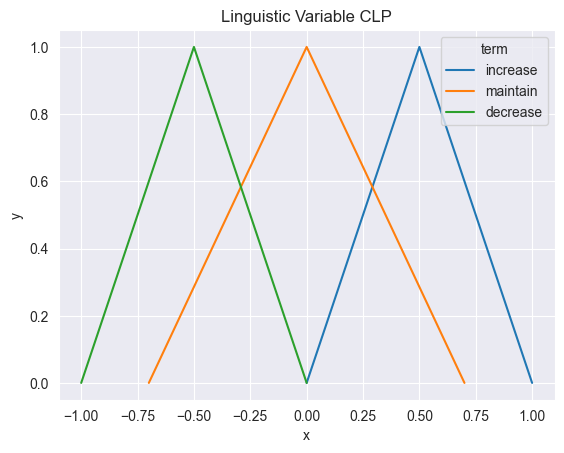 Linguistic Variable CLP
term
increase
maintain
decrease
y
1.0
0.8
0.6
0.4
0.2
0.0
−1.00 −0.75 −0.50 −0.25 0.00 0.25 0.50 0.75 1.00
x